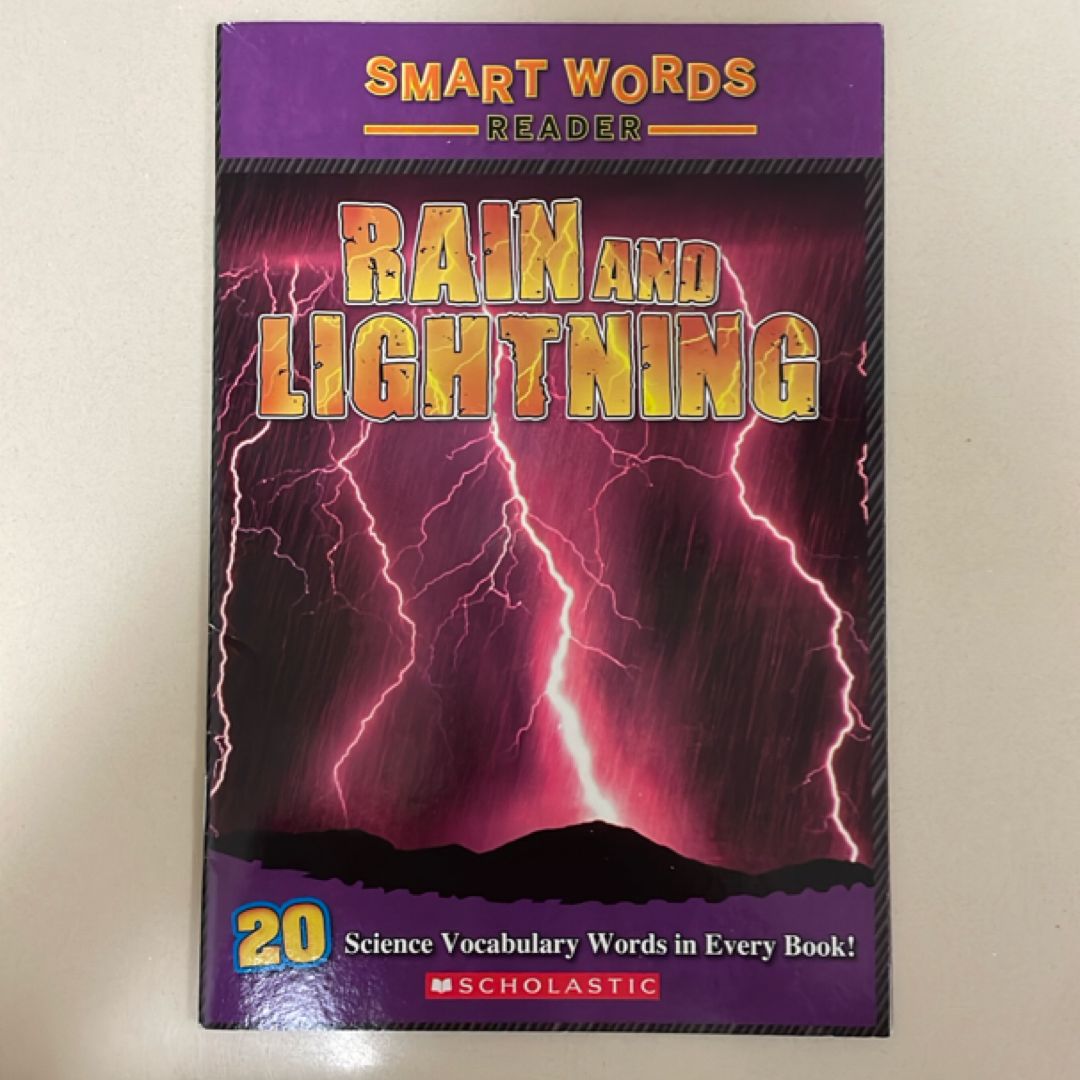 SMART WORDS
READER
RAIN AND
LIGHTNING
20 Science Vocabulary Words in Every Book!
SCHOLASTIC